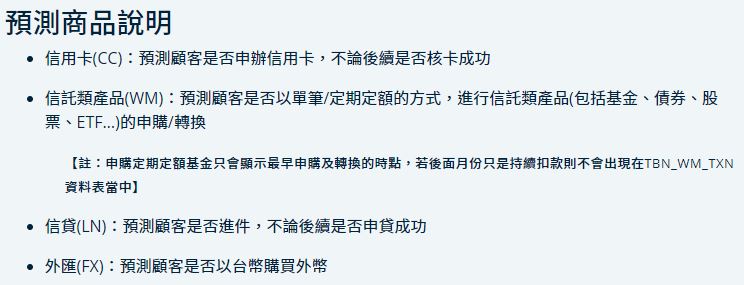 預測商品說明
• 信用卡(CC)：預測顧客是否申辦信用卡，不論後續是否核卡成功
• 信託類產品(WM)：預測顧客是否以單筆/定期定額的方式，進行信託類產品(包括基金、債券、股
票、ETF...)的申購/轉換
【註：申購定期定額基金只會顯示最早申購及轉換的時點，若後面月份只是持續扣款則不會出現在TBN_WM_TXN
資料表當中】
• 信貸(LN)：預測顧客是否進件，不論後續是否申貸成功
• 外匯(FX)：預測顧客是否以台幣購買外幣